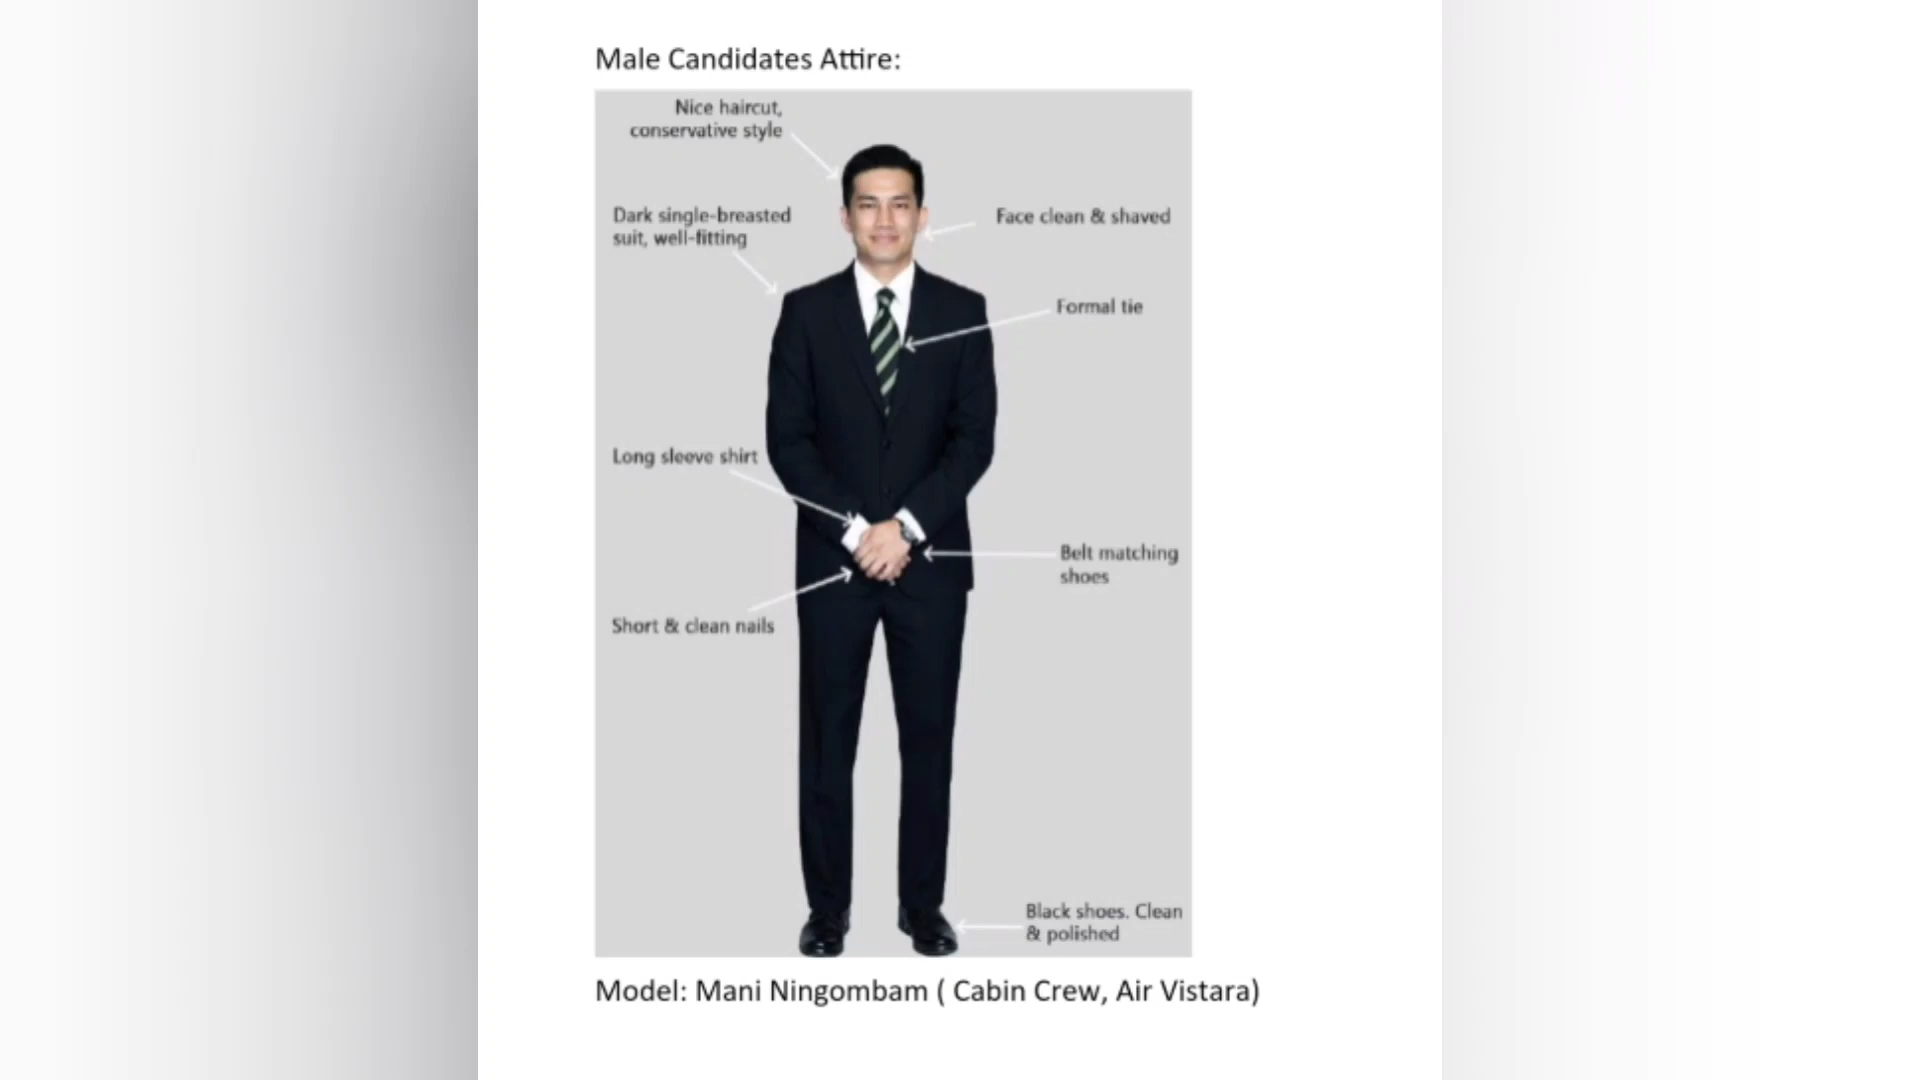 Male Candidates Attire:
Nice haircut,
conservative style
Dark single-breasted
suit, well-fitting
Face clean & shaved
Formal tie
Long sleeve shirt
Belt matching
shoes
Short & clean nails
Black shoes. Clean
& polished
Model: Mani Ningombam ( Cabin Crew, Air Vistara)